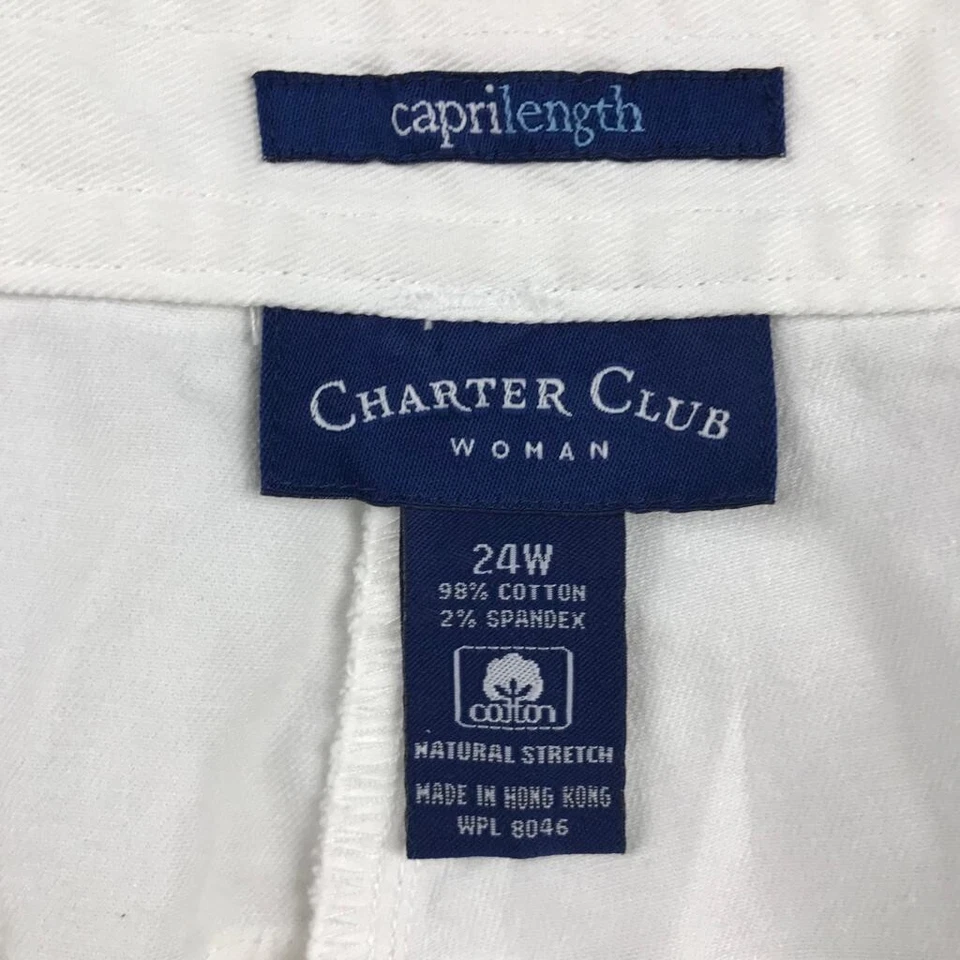 caprilength
CHARTER CLUB
WOMAN
24W
98% COTTON
2% SPANDEX
cotton
NATURAL STRETCH
MADE IN HONG KONG
WPL 8046